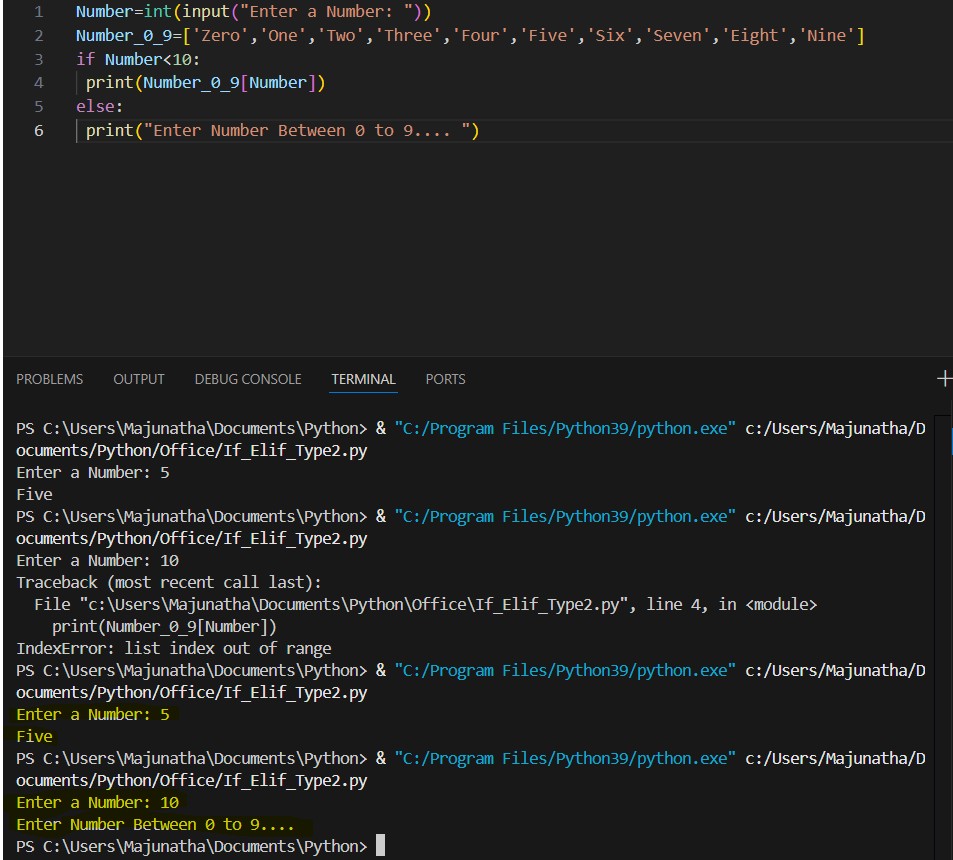 1 Number=int(input("Enter a Number: "))
2 Number_0_9=['Zero','One','Two','Three','Four','Five','Six','Seven','Eight','Nine']
3 if Number<10:
4 print(Number_0_9[Number])
5 else:
6 print("Enter Number Between 0 to 9.... ")
PROBLEMS OUTPUT DEBUG CONSOLE TERMINAL PORTS +
PS C:\Users\Majunatha\Documents\Python> & "C:/Program Files/Python39/python.exe" c:/Users/Majunatha/D
ocuments/Python/Office/If_Elif_Type2.py
Enter a Number: 5
Five
PS C:\Users\Majunatha\Documents\Python> & "C:/Program Files/Python39/python.exe" c:/Users/Majunatha/D
ocuments/Python/Office/If_Elif_Type2.py
Enter a Number: 10
Traceback (most recent call last):
  File "c:\Users\Majunatha\Documents\Python\Office\If_Elif_Type2.py", line 4, in <module>
    print(Number_0_9[Number])
IndexError: list index out of range
PS C:\Users\Majunatha\Documents\Python> & "C:/Program Files/Python39/python.exe" c:/Users/Majunatha/D
ocuments/Python/Office/If_Elif_Type2.py
Enter a Number: 5
Five
PS C:\Users\Majunatha\Documents\Python> & "C:/Program Files/Python39/python.exe" c:/Users/Majunatha/D
ocuments/Python/Office/If_Elif_Type2.py
Enter a Number: 10
Enter Number Between 0 to 9....
PS C:\Users\Majunatha\Documents\Python>